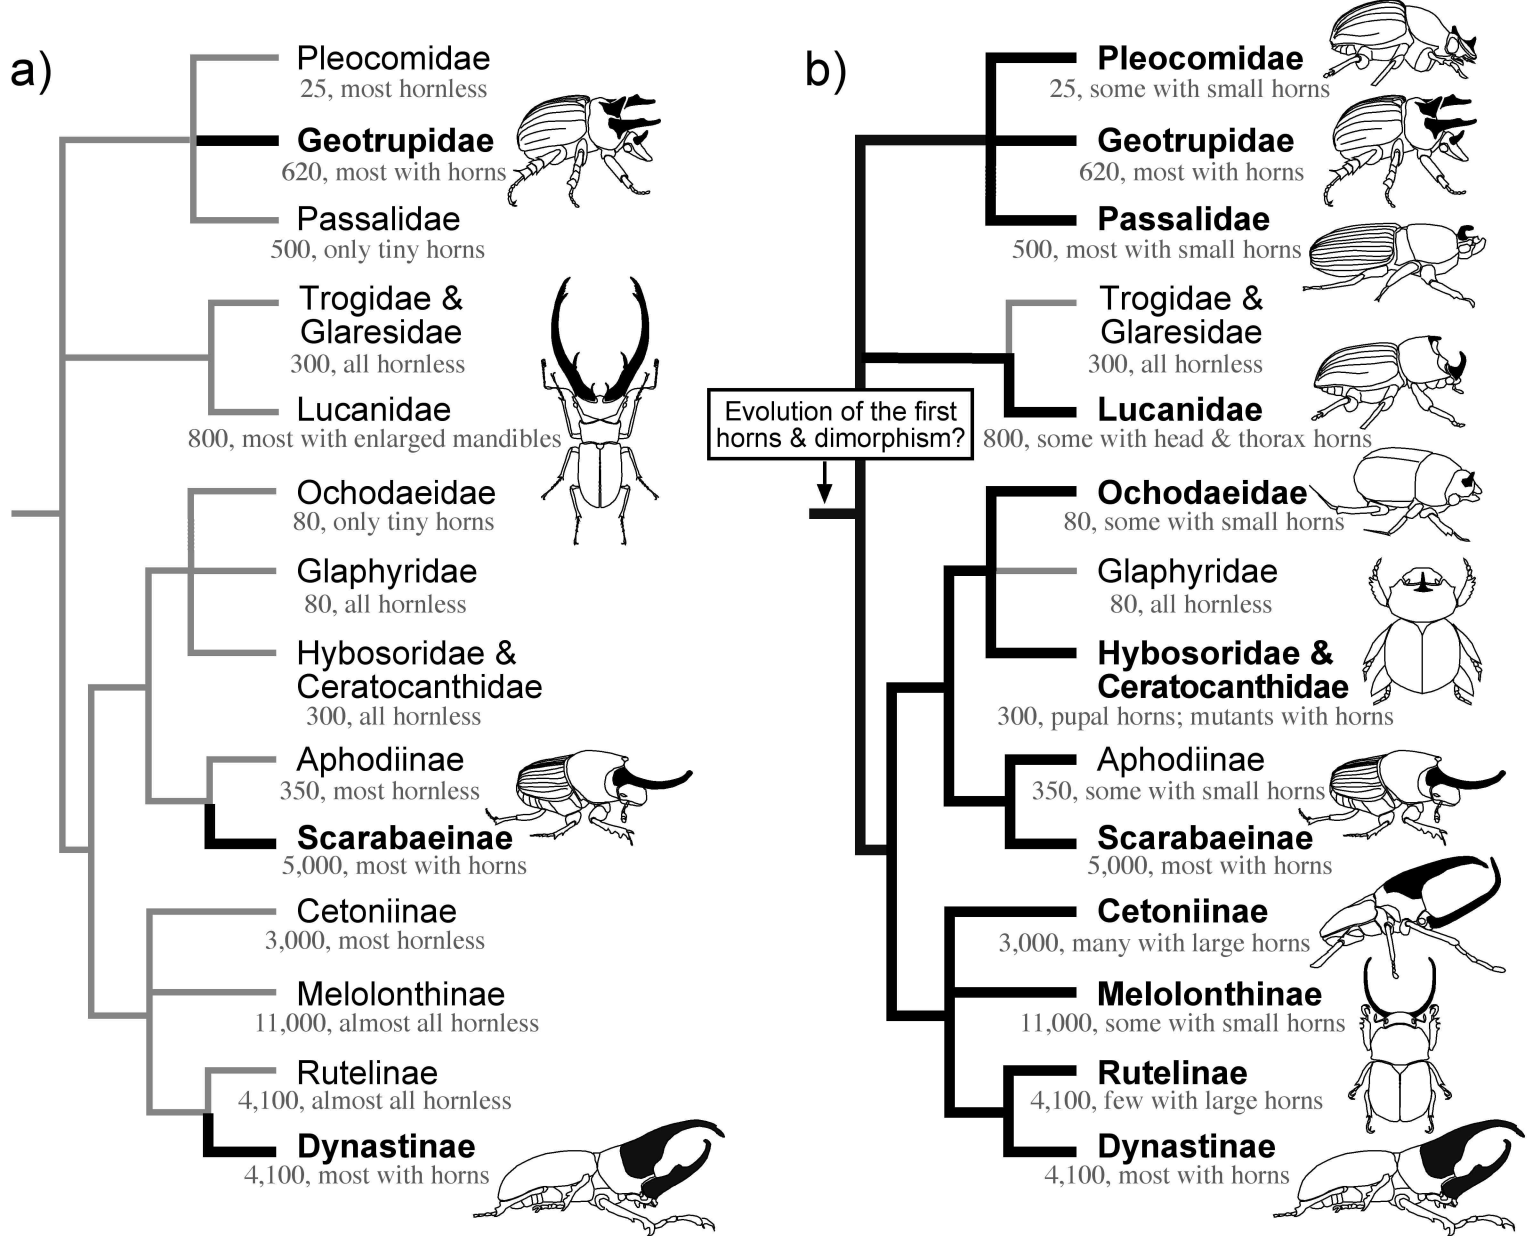 a)
Pleocomidae
25, most hornless
Geotrupidae
620, most with horns
Passalidae
500, only tiny horns
Trogidae &
Glaresidae
300, all hornless
Lucanidae
800, most with enlarged mandibles
Ochodaeidae
80, only tiny horns
Glaphyridae
80, all hornless
Hybosoridae &
Ceratocanthidae
300, all hornless
Aphodiinae
350, most hornless
Scarabaeinae
5,000, most with horns
Cetoniinae
3,000, most hornless
Melolonthinae
11,000, almost all hornless
Rutelinae
4,100, almost all hornless
Dynastinae
4,100, most with horns
b)
Pleocomidae
25, some with small horns
Geotrupidae
620, most with horns
Passalidae
500, most with small horns
Trogidae &
Glaresidae
300, all hornless
Evolution of the first
horns & dimorphism?
Lucanidae
800, some with head & thorax horns
Ochodaeidae
80, some with small horns
Glaphyridae
80, all hornless
Hybosoridae &
Ceratocanthidae
300, pupal horns; mutants with horns
Aphodiinae
350, some with small horns
Scarabaeinae
5,000, most with horns
Cetoniinae
3,000, many with large horns
Melolonthinae
11,000, some with small horns
Rutelinae
4,100, few with large horns
Dynastinae
4,100, most with horns